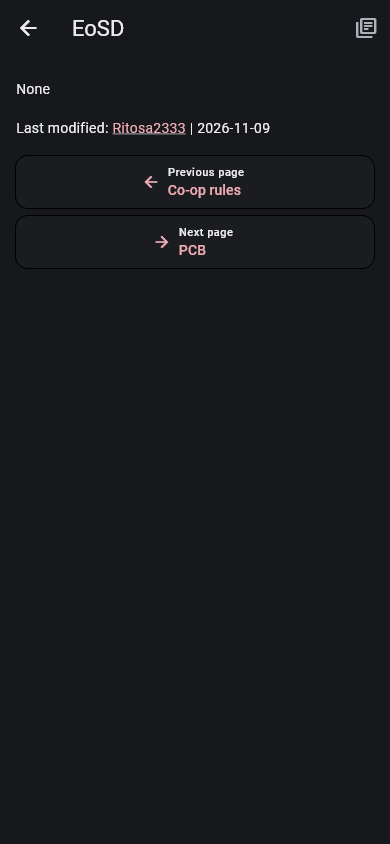 EoSD
None
Last modified: Ritosa2333 | 2026-11-09
Previous page
Co-op rules
Next page
PCB